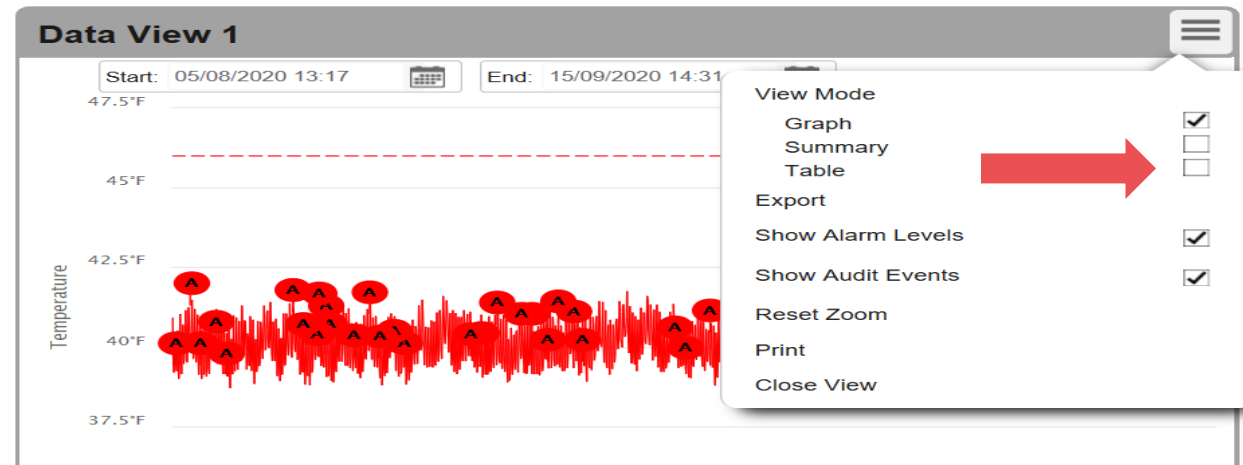 Data View 1
Start: 05/08/2020 13:17 End: 15/09/2020 14:31
47.5°F
45°F
42.5°F
40°F
37.5°F
Temperature
A A A A A A A A A A A A A A A A A A A A A A A A A A A A
View Mode
Graph
Summary
Table
Export
Show Alarm Levels
Show Audit Events
Reset Zoom
Print
Close View